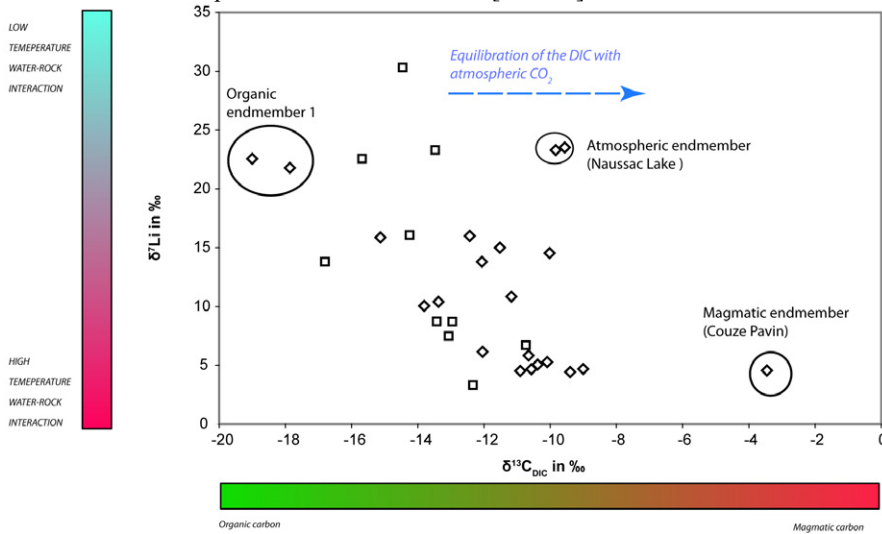 LOW
TEMEPERATURE
WATER-ROCK
INTERACTION
HIGH
TEMEPERATURE
WATER-ROCK
INTERACTION
δ⁷Li in ‰
35
30
25
20
15
10
5
0
Equilibration of the DIC with
atmospheric CO₂
Organic
endmember 1
Atmospheric endmember
(Naussac Lake )
Magmatic endmember
(Couze Pavin)
-20 -18 -16 -14 -12 -10 -8 -6 -4 -2 0
δ¹³C_DIC in ‰
Organic carbon
Magmatic carbon